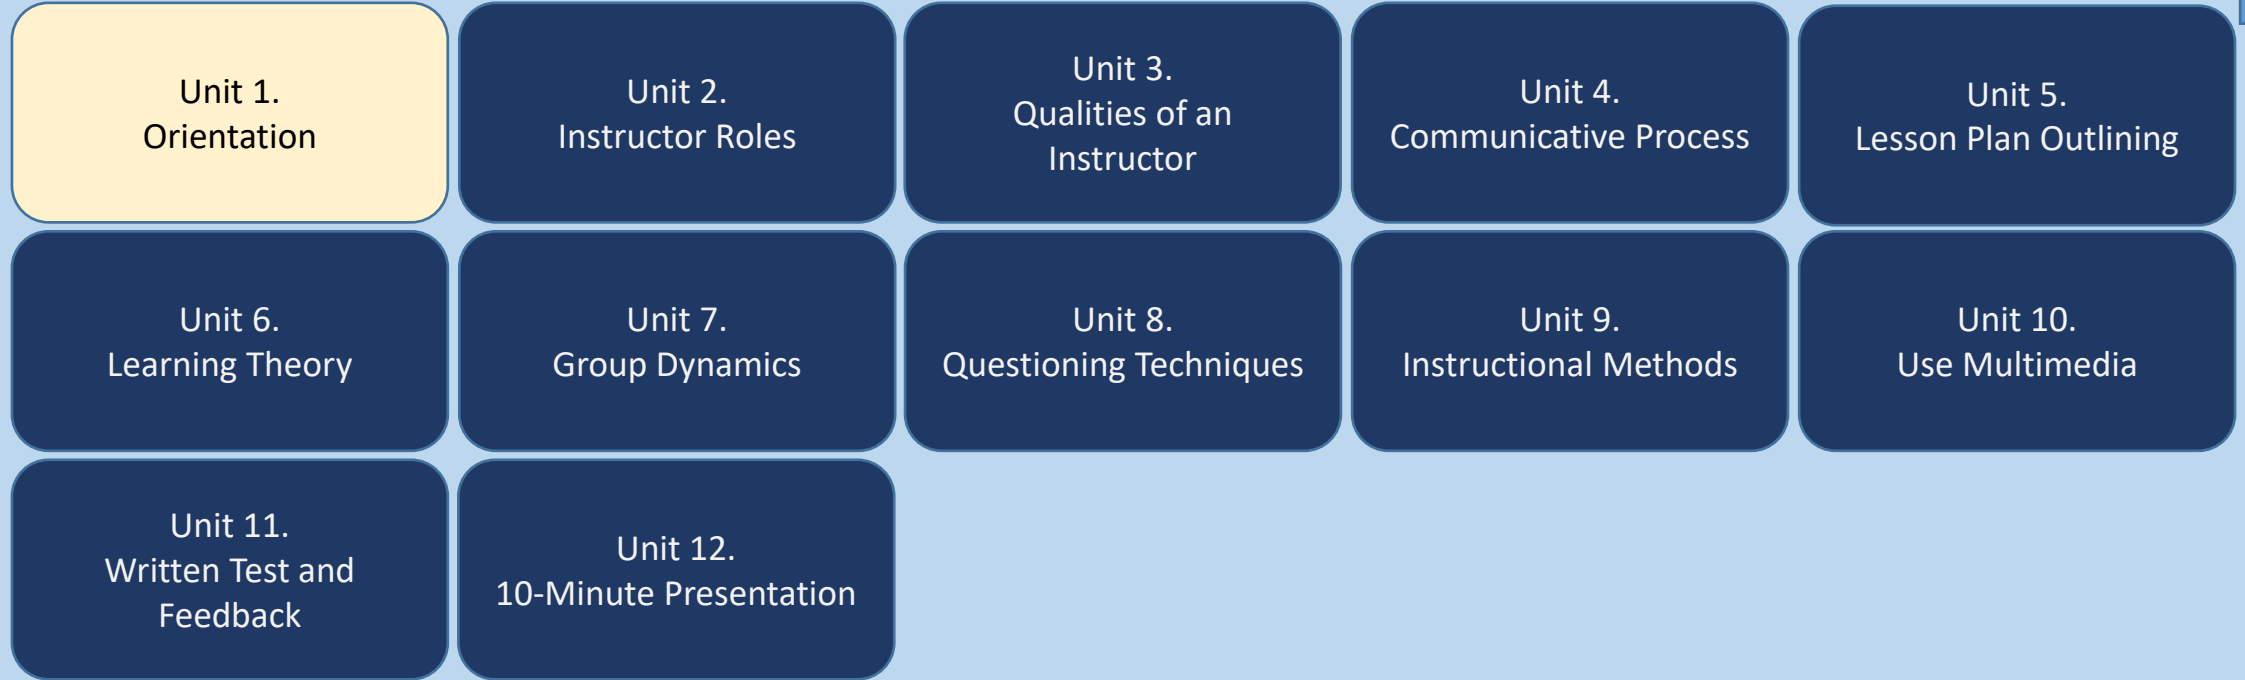 Unit 1.
Orientation
Unit 2.
Instructor Roles
Unit 3.
Qualities of an
Instructor
Unit 4.
Communicative Process
Unit 5.
Lesson Plan Outlining
Unit 6.
Learning Theory
Unit 7.
Group Dynamics
Unit 8.
Questioning Techniques
Unit 9.
Instructional Methods
Unit 10.
Use Multimedia
Unit 11.
Written Test and
Feedback
Unit 12.
10-Minute Presentation